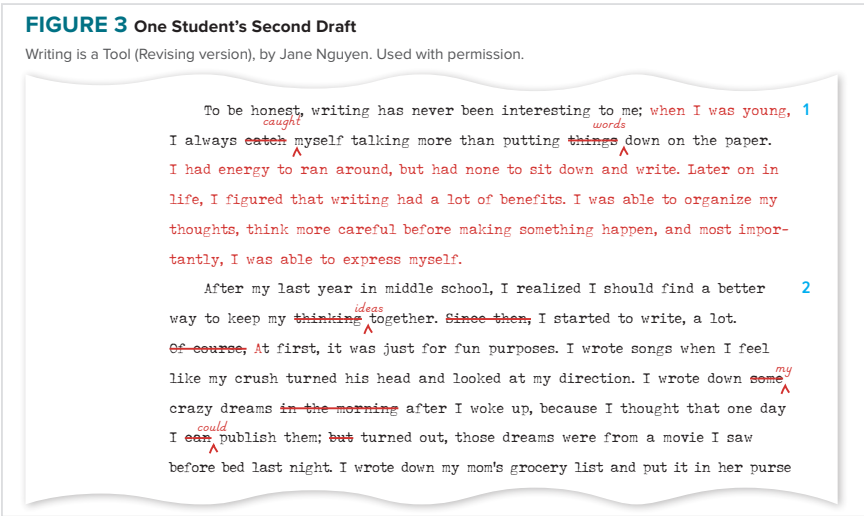 FIGURE 3 One Student's Second Draft
Writing is a Tool (Revising version), by Jane Nguyen. Used with permission.
To be honest, writing has never been interesting to me; when I was young, 1
caught words
I always catch myself talking more than putting things down on the paper.
I had energy to ran around, but had none to sit down and write. Later on in
life, I figured that writing had a lot of benefits. I was able to organize my
thoughts, think more careful before making something happen, and most impor-
tantly, I was able to express myself.
After my last year in middle school, I realized I should find a better 2
ideas
way to keep my thinking together. Since then, I started to write, a lot.
Of course, At first, it was just for fun purposes. I wrote songs when I feel
my
like my crush turned his head and looked at my direction. I wrote down some
crazy dreams in the morning after I woke up, because I thought that one day
could
I can publish them; but turned out, those dreams were from a movie I saw
before bed last night. I wrote down my mom's grocery list and put it in her purse